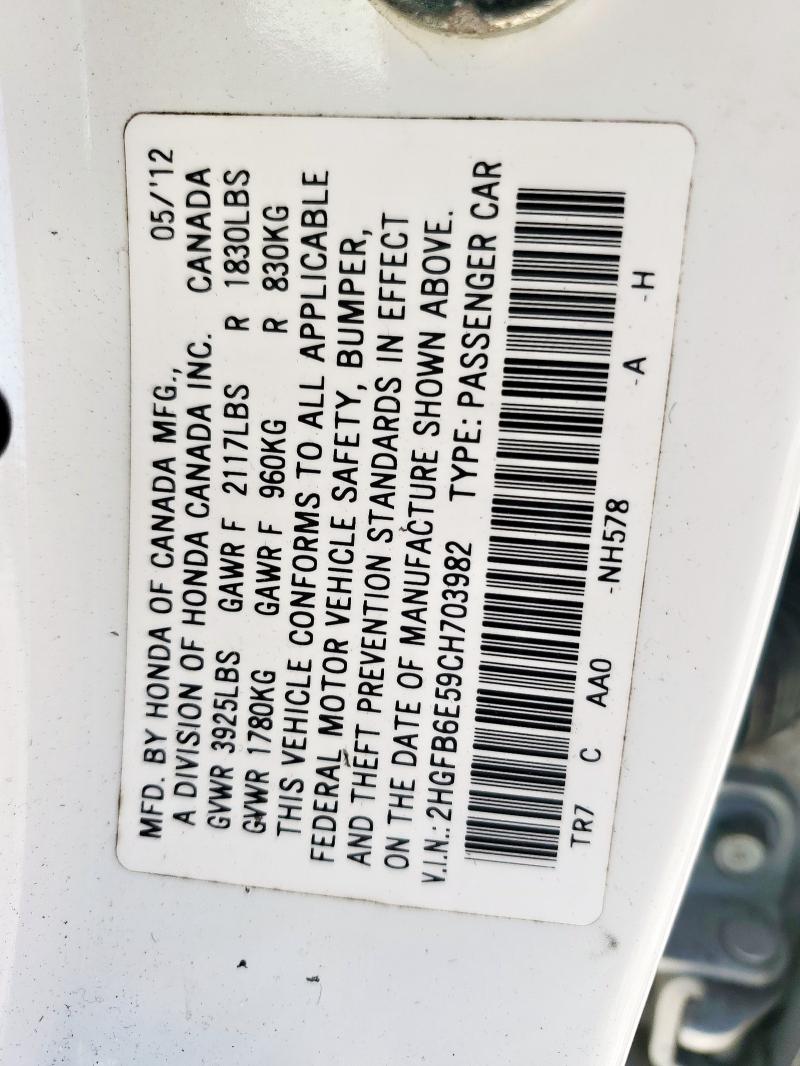 MFD. BY HONDA OF CANADA MFG., 05/'12
A DIVISION OF HONDA CANADA INC. CANADA
GVWR 3925LBS GAWR F 2117LBS R 1830LBS
GVWR 1780KG GAWR F 960KG R 830KG
THIS VEHICLE CONFORMS TO ALL APPLICABLE
FEDERAL MOTOR VEHICLE SAFETY, BUMPER,
AND THEFT PREVENTION STANDARDS IN EFFECT
ON THE DATE OF MANUFACTURE SHOWN ABOVE.
V.I.N.: 2HGFB6E59CH703982 TYPE: PASSENGER CAR
TR7 C AA0 -NH578 -A -H